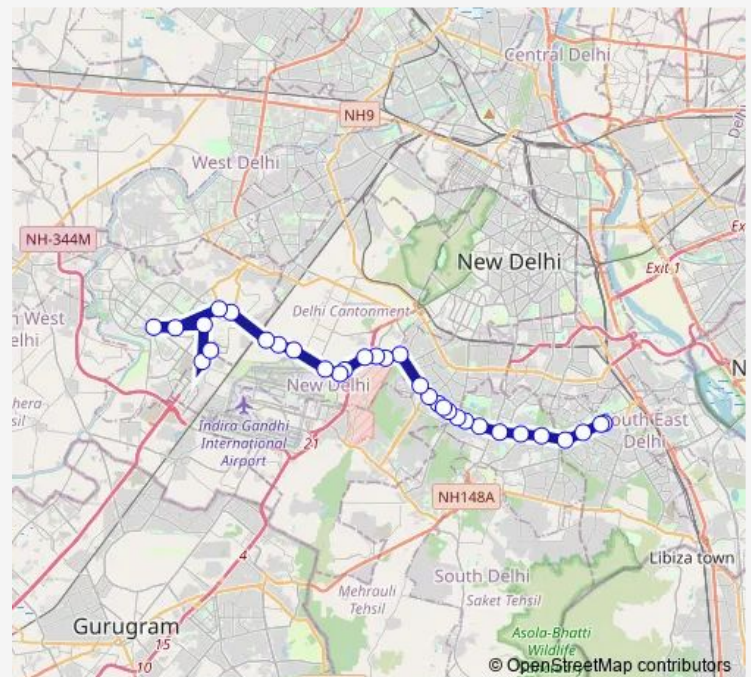 Central Delhi
NH9
West Delhi
NH-344M
New Delhi
Exit 1
Delhi Cantonment
New Delhi
Indira Gandhi
International
Airport
21
South East
Delhi
NH148A
4
Libiza town
South Delhi
Mehrauli
Tehsil
Saket Tehsil
Gurugram
15
10
Asola-Bhatti
Wildlife
© OpenStreetMap contributors